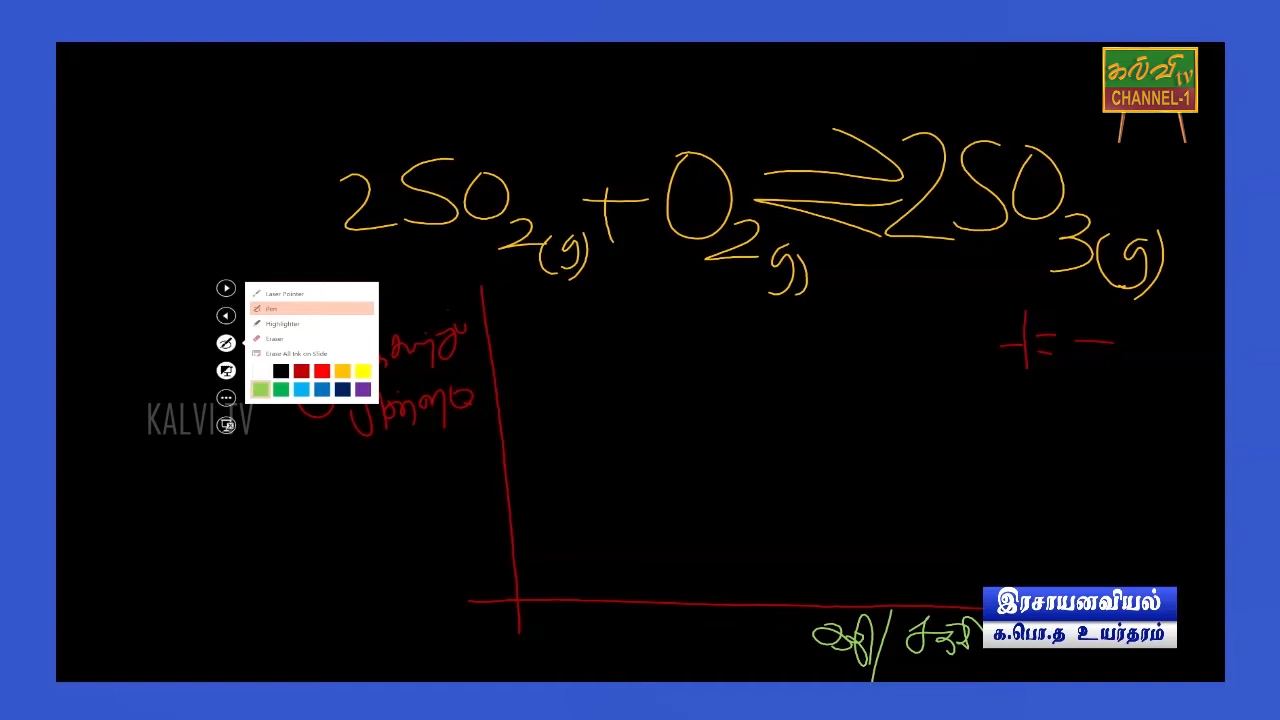 கல்வி tv
CHANNEL-1
2SO2(g) + O2g) ⇌ 2SO3(g)
Laser Pointer
Pen
Highlighter
Eraser
Erase All Ink on Slide
KALVI TV
இரசாயனவியல்
க.பொ.த உயர்தரம்